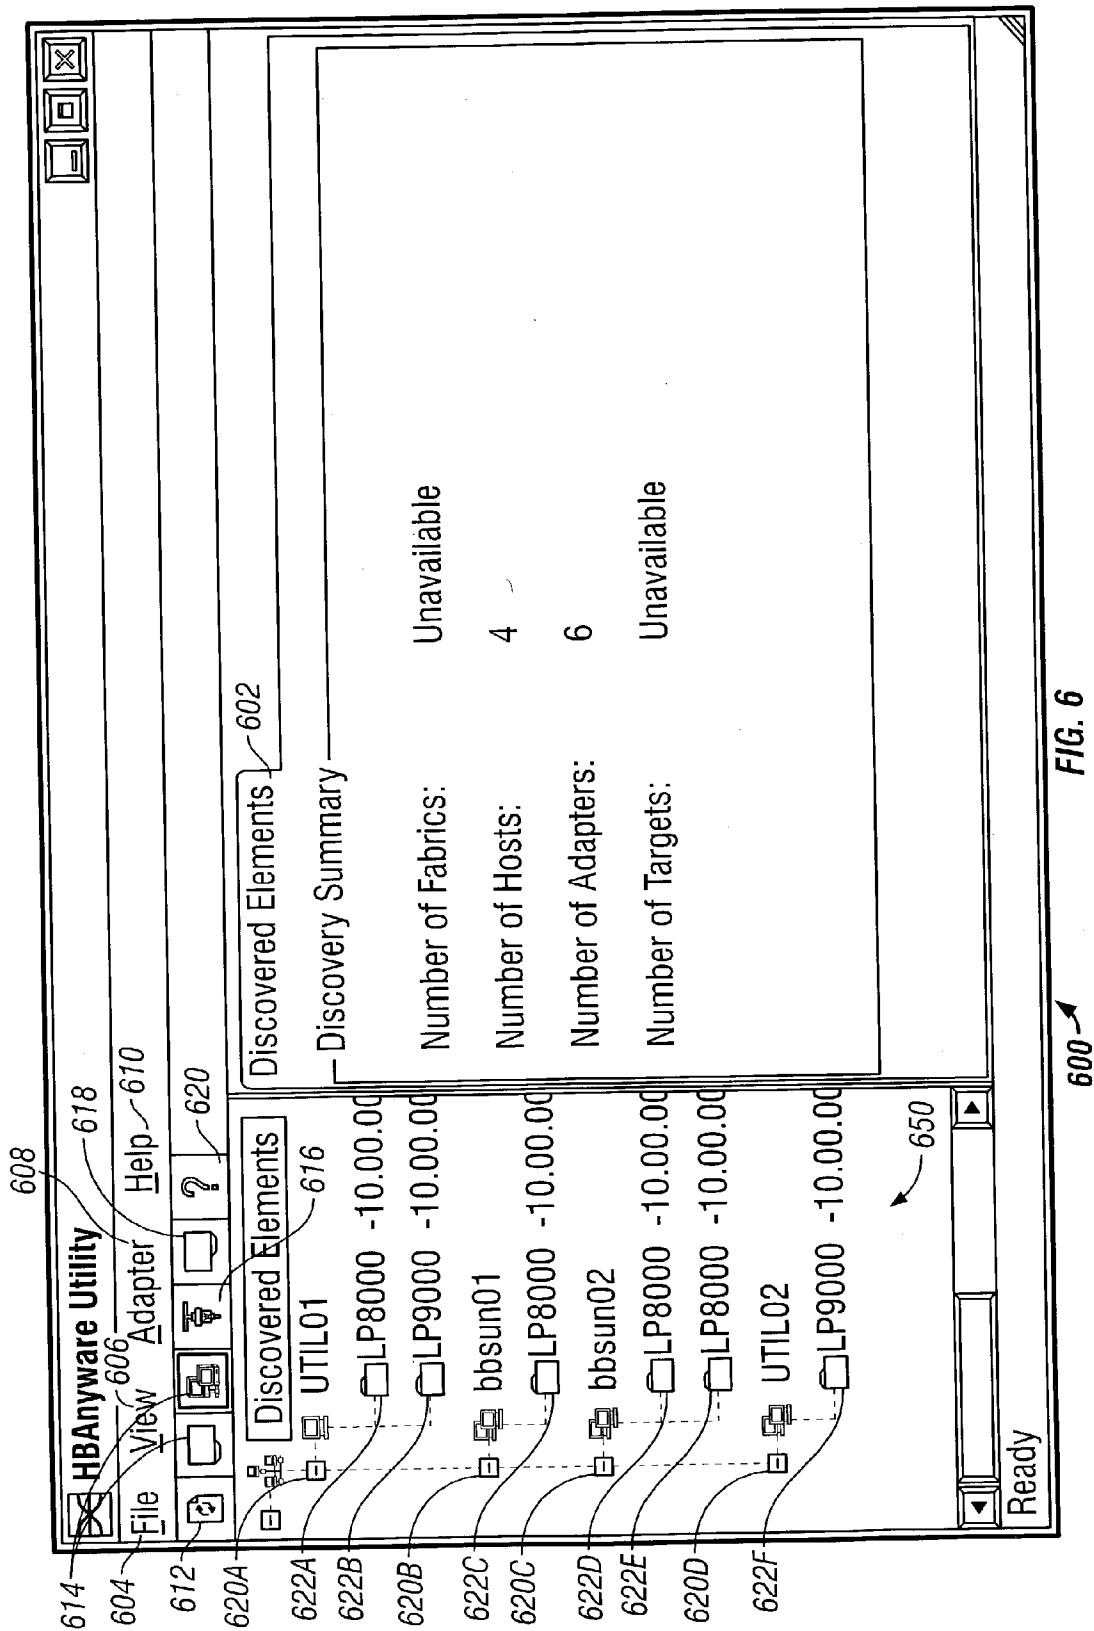 HBAnyware Utility
File View Adapter Help
604
606
608
610
612
614
618
620
?
Discovered Elements
616
UTIL01
LP8000 -10.00.00
LP9000 -10.00.00
bbsun01
LP8000 -10.00.00
bbsun02
LP8000 -10.00.00
LP8000 -10.00.00
UTIL02
LP9000 -10.00.00
650
620A
622A
622B
620B
622C
620C
622D
622E
620D
622F
Discovered Elements
602
Discovery Summary
Number of Fabrics: Unavailable
Number of Hosts: 4
Number of Adapters: 6
Number of Targets: Unavailable
Ready
600
FIG. 6